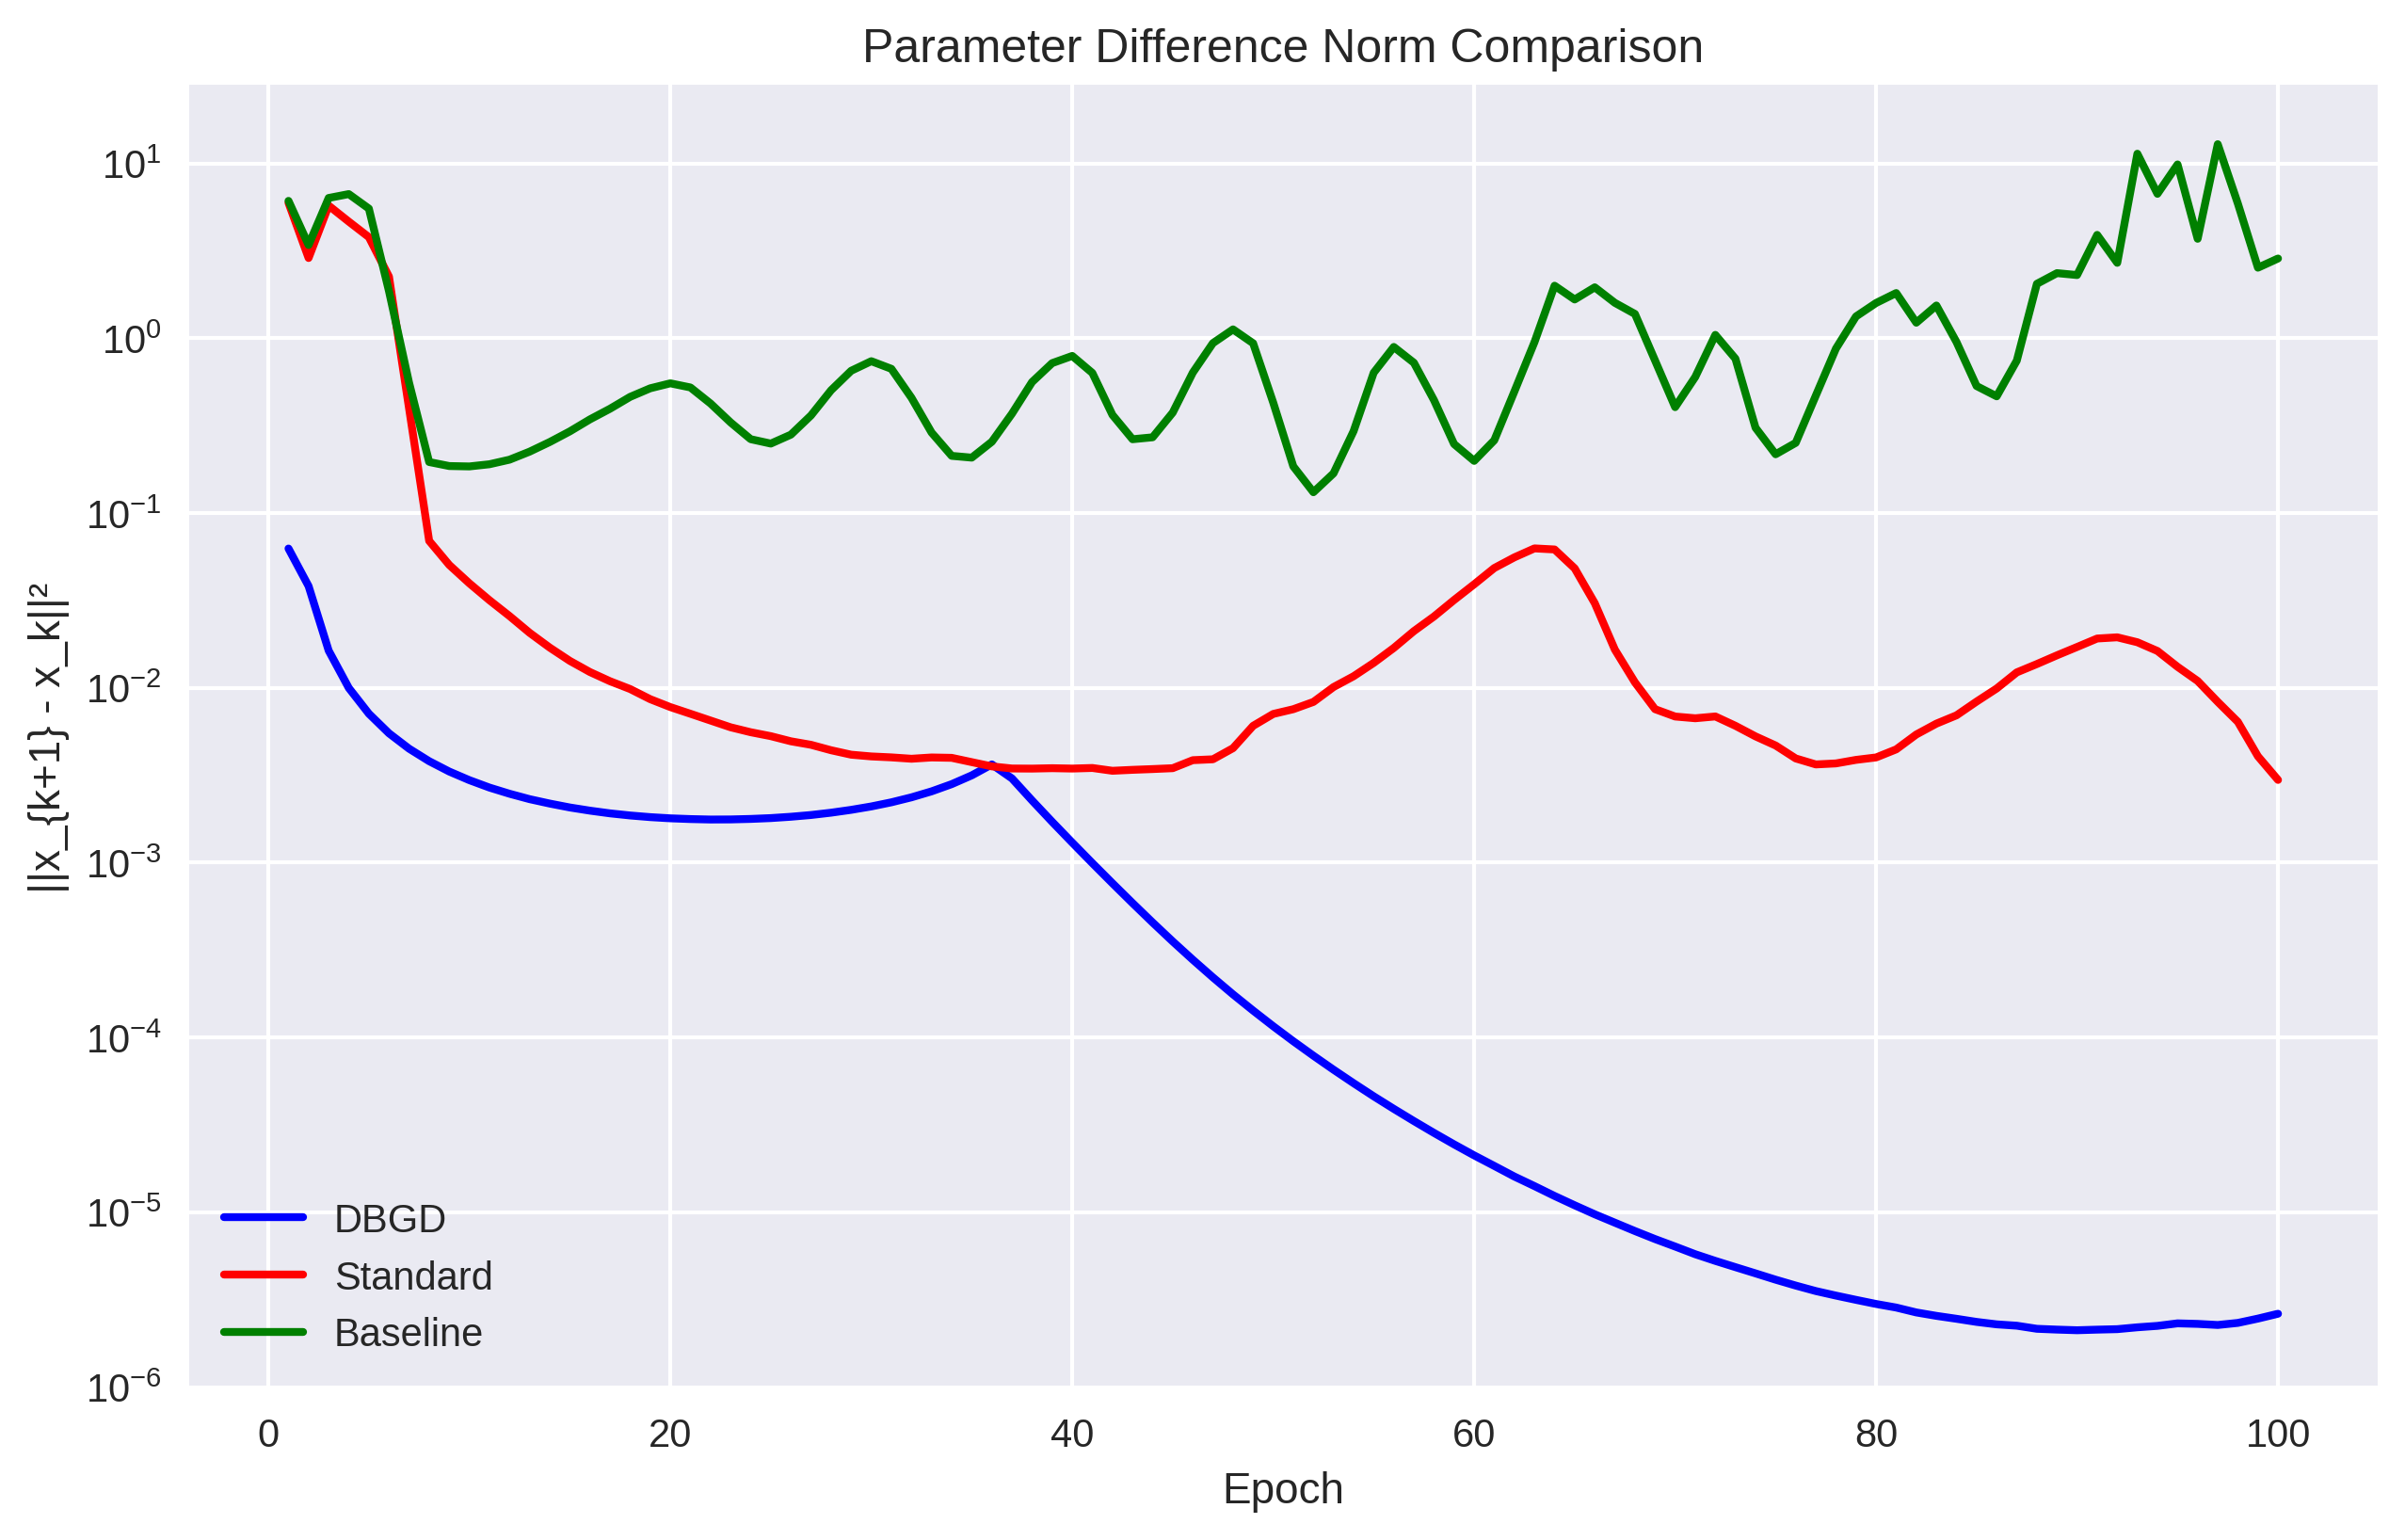 Parameter Difference Norm Comparison
||x_{k+1} - x_k||²
10¹
10⁰
10⁻¹
10⁻²
10⁻³
10⁻⁴
10⁻⁵
10⁻⁶
DBGD
Standard
Baseline
0 20 40 60 80 100
Epoch